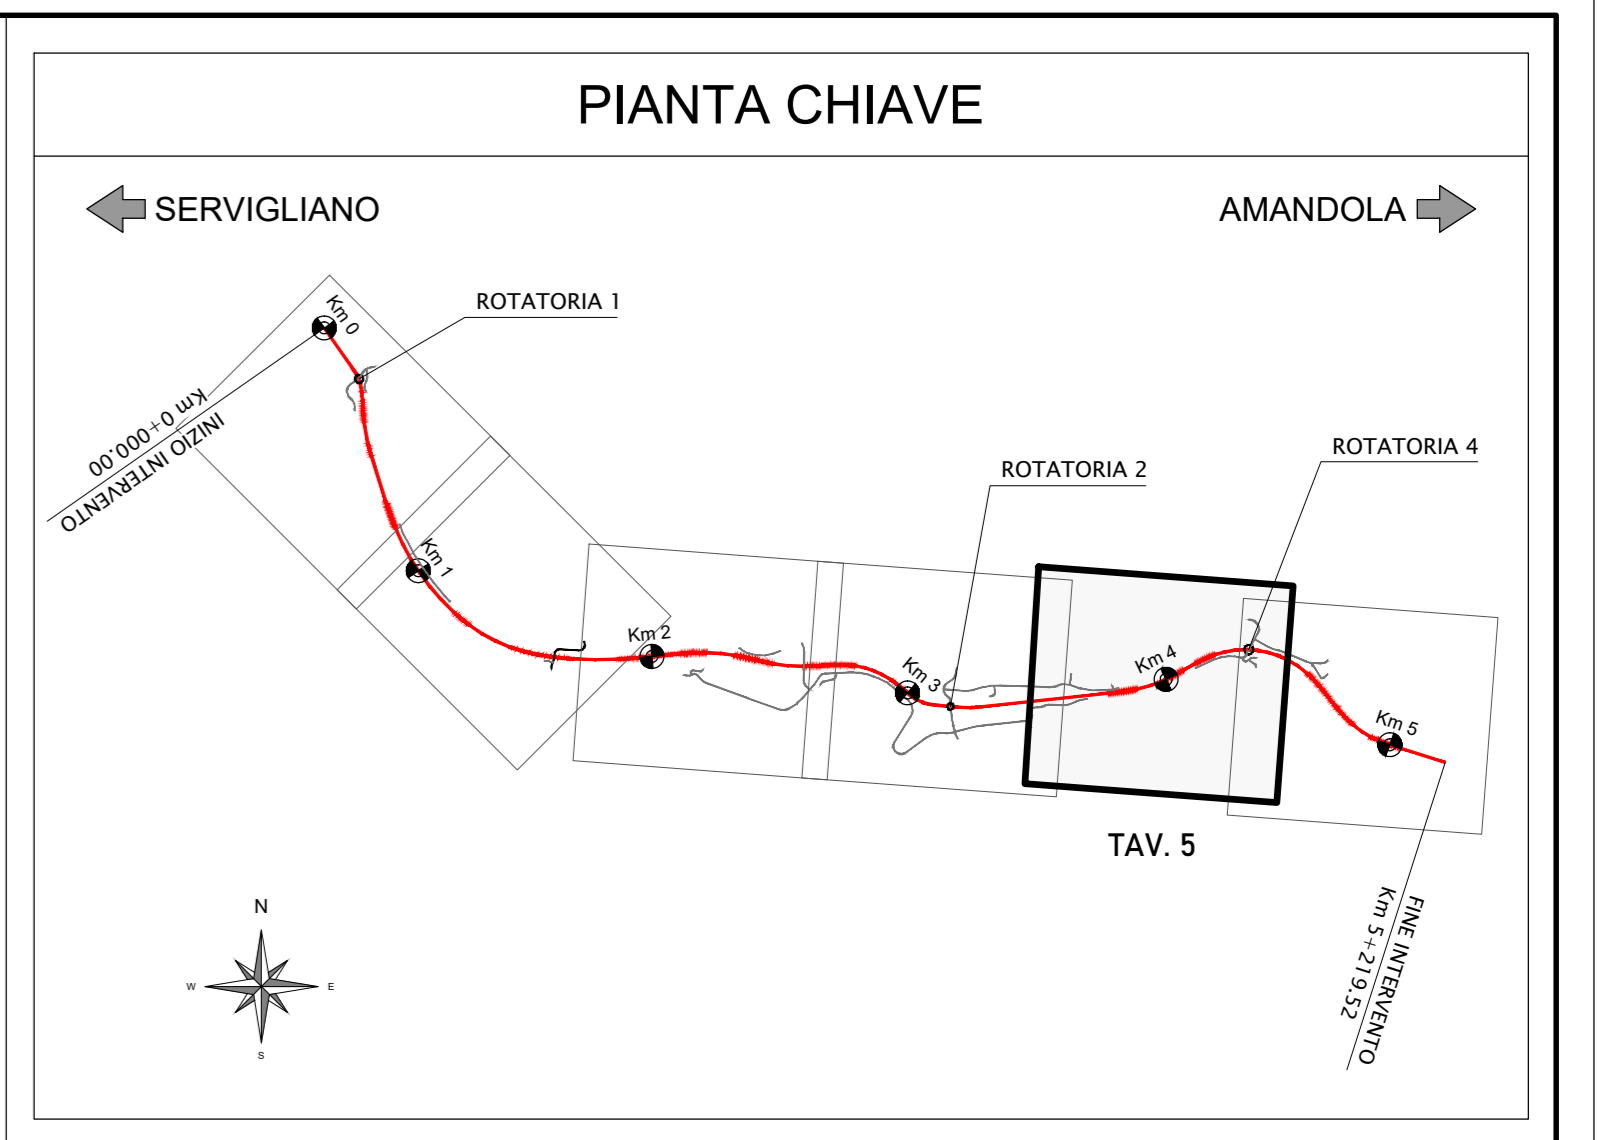 PIANTA CHIAVE
SERVIGLIANO
AMANDOLA
Km 0
ROTATORIA 1
Km 0+000.00
INIZIO INTERVENTO
ROTATORIA 4
ROTATORIA 2
Km 1
Km 2
Km 3
Km 4
Km 5
TAV. 5
FINE INTERVENTO
Km 5+219.52
N
W
E
S